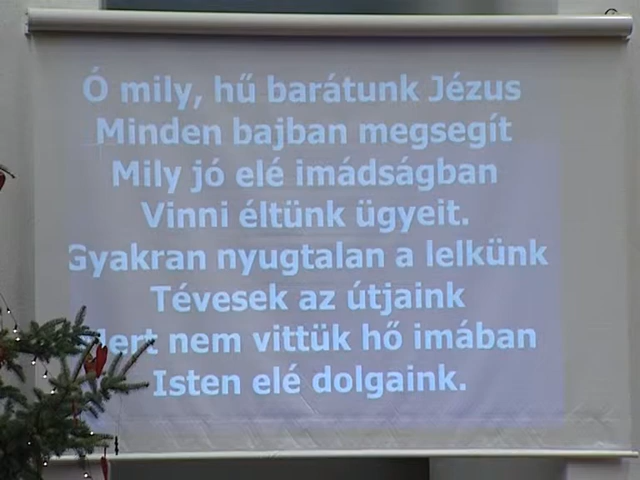 Ó mily, hű barátunk Jézus
Minden bajban megsegít
Mily jó elé imádságban
Vinni éltünk ügyeit.
Gyakran nyugtalan a lelkünk
Tévesek az útjaink
Mert nem vittük hő imában
Isten elé dolgaink.